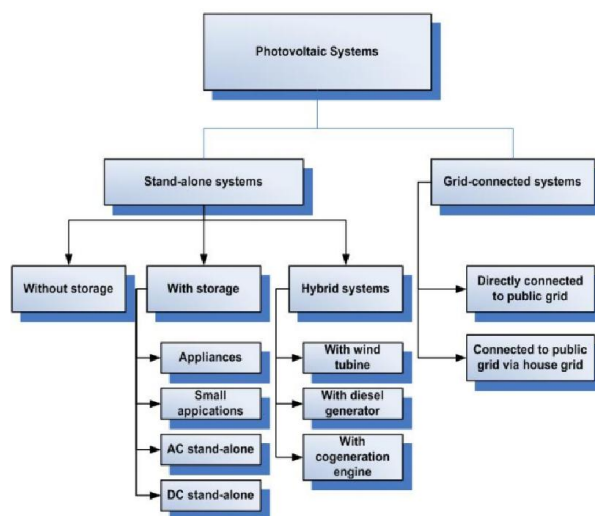 Photovoltaic Systems
Stand-alone systems
Grid-connected systems
Without storage
With storage
Hybrid systems
Directly connected
to public grid
Appliances
With wind
tubine
Connected to public
grid via house grid
Small
appications
With diesel
generator
AC stand-alone
With
cogeneration
engine
DC stand-alone